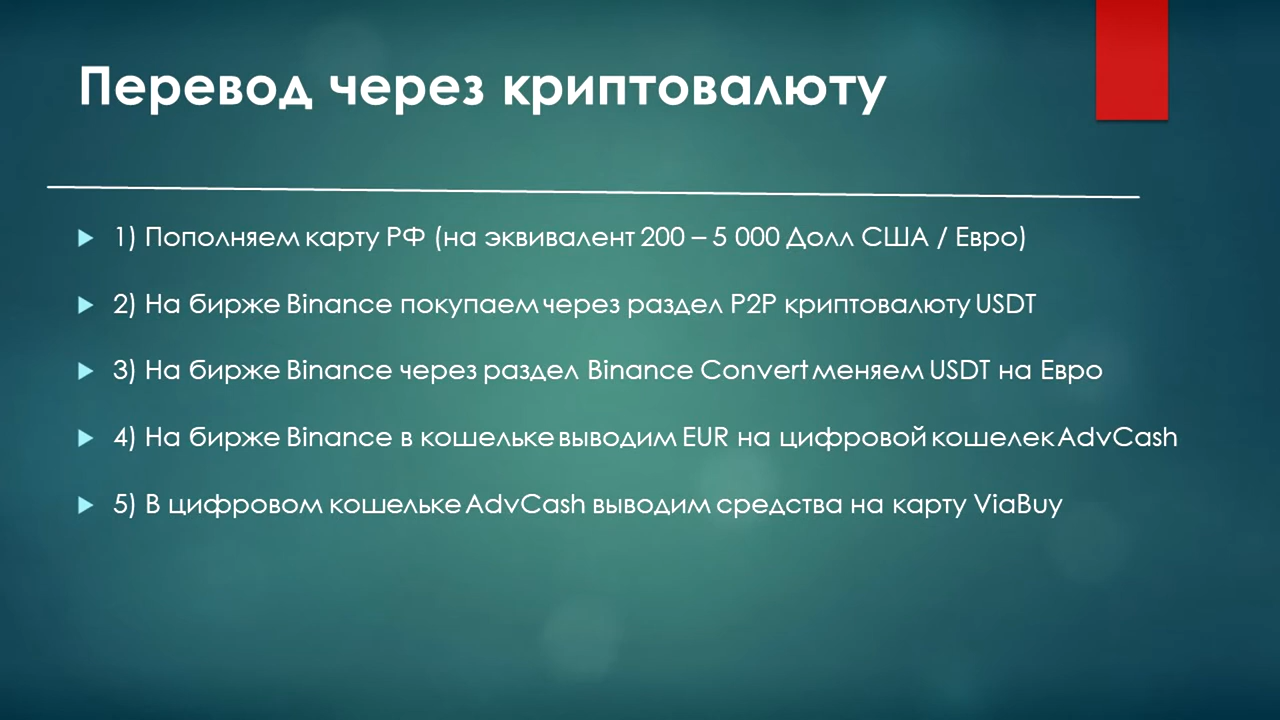 Перевод через криптовалюту
1) Пополняем карту РФ (на эквивалент 200 – 5 000 Долл США / Евро)
2) На бирже Binance покупаем через раздел P2P криптовалюту USDT
3) На бирже Binance через раздел Binance Convert меняем USDT на Евро
4) На бирже Binance в кошельке выводим EUR на цифровой кошелек AdvCash
5) В цифровом кошельке AdvCash выводим средства на карту ViaBuy